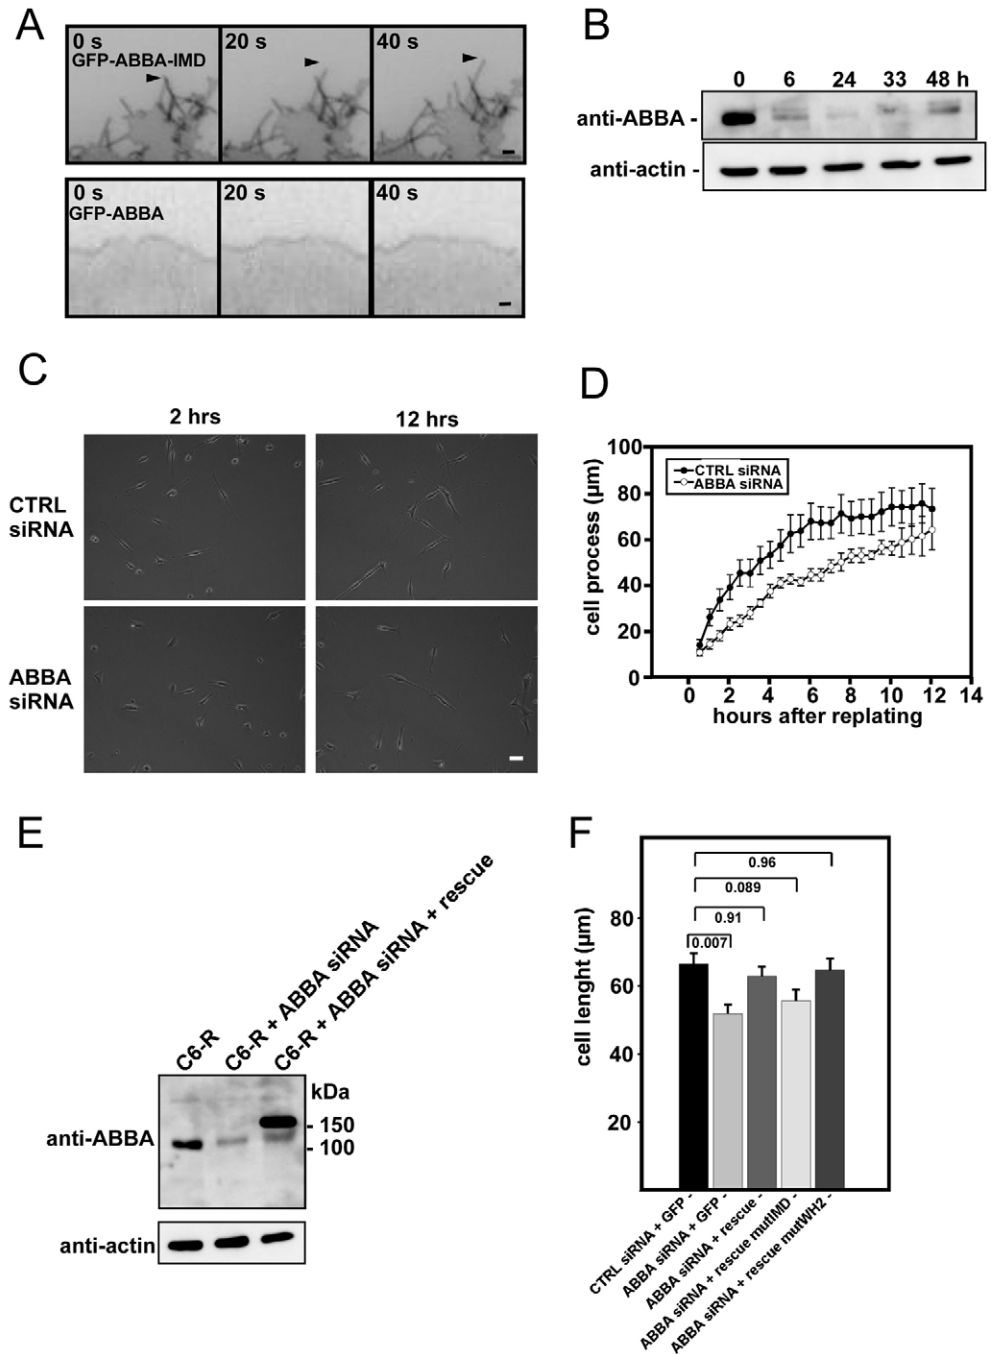 A
0 s
20 s
40 s
GFP-ABBA-IMD
0 s
20 s
40 s
GFP-ABBA
B
0 6 24 33 48 h
anti-ABBA -
anti-actin -
C
2 hrs
12 hrs
CTRL
siRNA
ABBA
siRNA
D
100
80
60
40
20
0
cell process (µm)
CTRL siRNA
ABBA siRNA
0 2 4 6 8 10 12 14
hours after replating
E
C6-R
C6-R + ABBA siRNA
C6-R + ABBA siRNA + rescue
kDa
anti-ABBA
- 150
- 100
anti-actin
F
0.96
0.089
0.91
0.007
80
60
40
20
cell lenght (µm)
CTRL siRNA + GFP -
ABBA siRNA + GFP -
ABBA siRNA + rescue -
ABBA siRNA + rescue mutIMD -
ABBA siRNA + rescue mutWH2 -